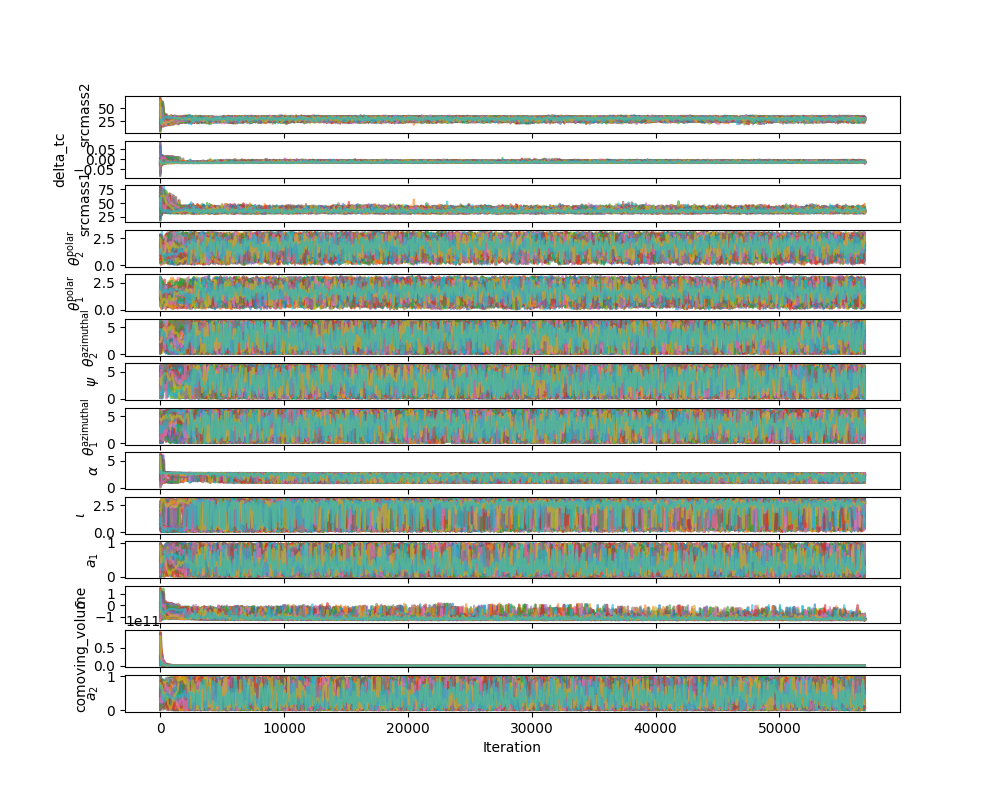 srcmass2
50
25
delta_tc
0.05
0.00
−0.05
srcmass1
75
50
25
θ₂^polar
2.5
0.0
θ₁^polar
2.5
0.0
θ₂^azimuthal
5
0
ψ
5
0
θ₁^azimuthal
5
0
α
5
0
ι
2.5
0.0
a₁
1
0
δ
1
0
−1
comoving_volume
1e11
0.5
0.0
a₂
1
0
0 10000 20000 30000 40000 50000
Iteration